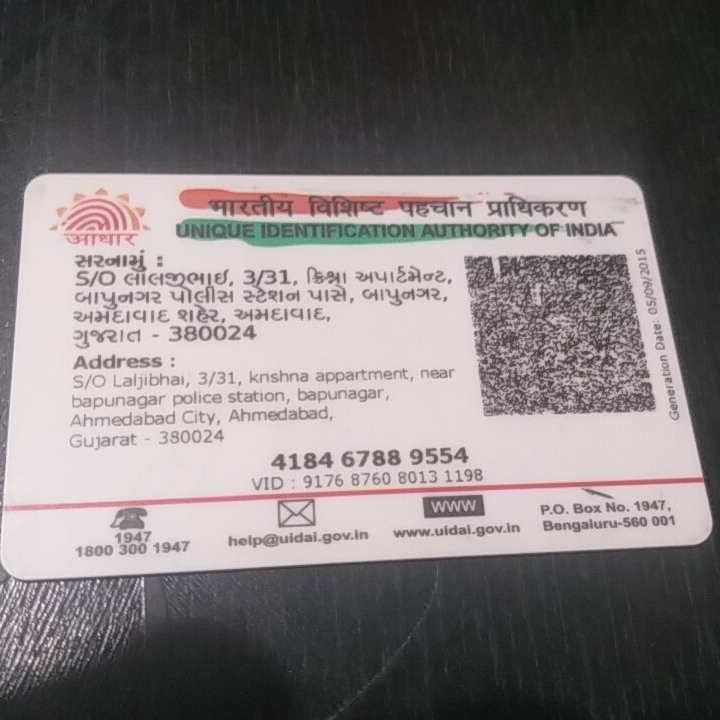 भारतीय विशिष्ट पहचान प्राधिकरण
UNIQUE IDENTIFICATION AUTHORITY OF INDIA
आधार
સરનામું :
S/O લાલજીભાઇ, 3/31, ક્રિશ્ના અપાર્ટમેન્ટ,
બાપુનગર પોલીસ સ્ટેશન પાસે, બાપુનગર,
અમદાવાદ શહેર, અમદાવાદ,
ગુજરાત - 380024
Address :
S/O Laljibhai, 3/31, krishna appartment, near
bapunagar police station, bapunagar,
Ahmedabad City, Ahmedabad,
Gujarat - 380024
Generation Date: 05/09/2015
4184 6788 9554
VID : 9176 8760 8013 1198
1947
1800 300 1947
help@uidai.gov.in
WWW
www.uidai.gov.in
P.O. Box No. 1947,
Bengaluru-560 001